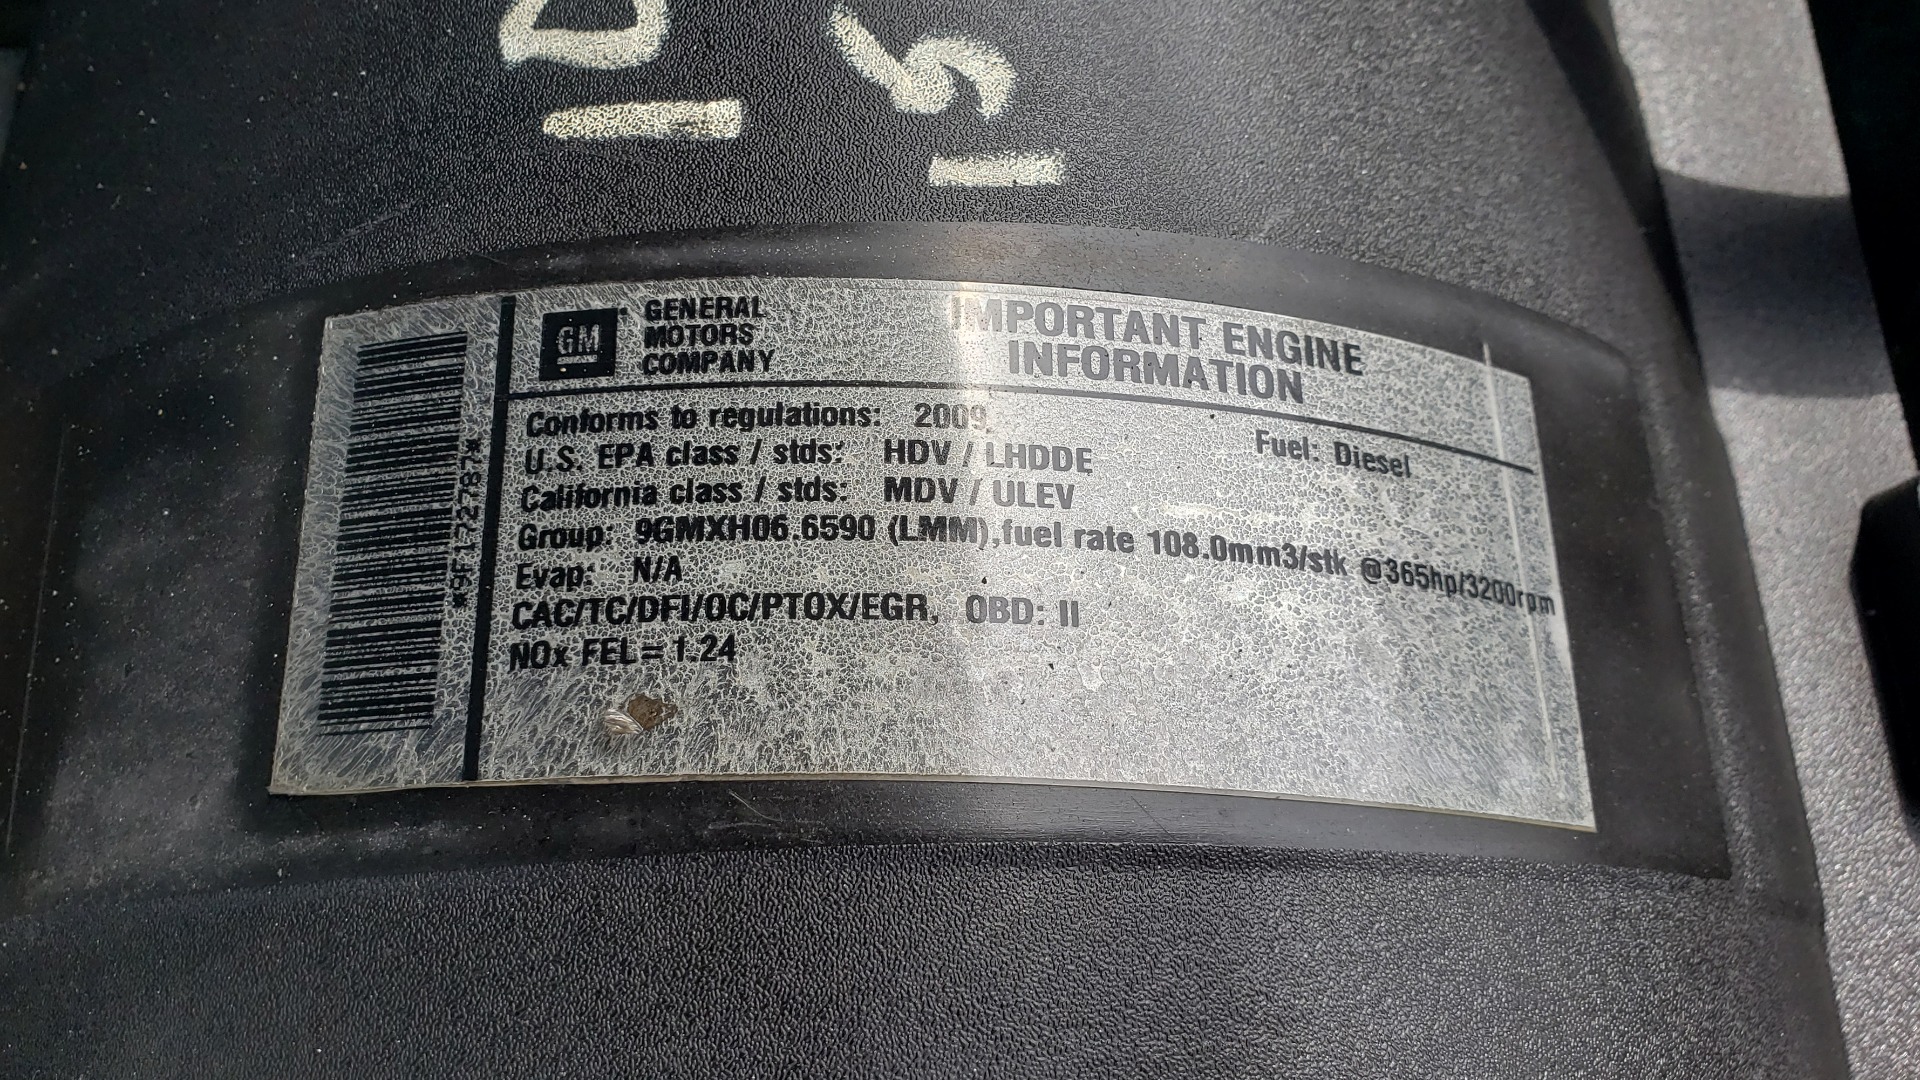 GM
GENERAL
MOTORS
COMPANY
IMPORTANT ENGINE
INFORMATION
Conforms to regulations: 2009
Fuel: Diesel
U.S. EPA class / stds: HDV / LHDDE
California class / stds: MDV / ULEV
Group: 9GMXH06.6590 (LMM),fuel rate 108.0mm3/stk @365hp/3200rpm
Evap: N/A
CAC/TC/DFI/OC/PTOX/EGR, OBD: II
NOx FEL= 1.24
*9F172787*